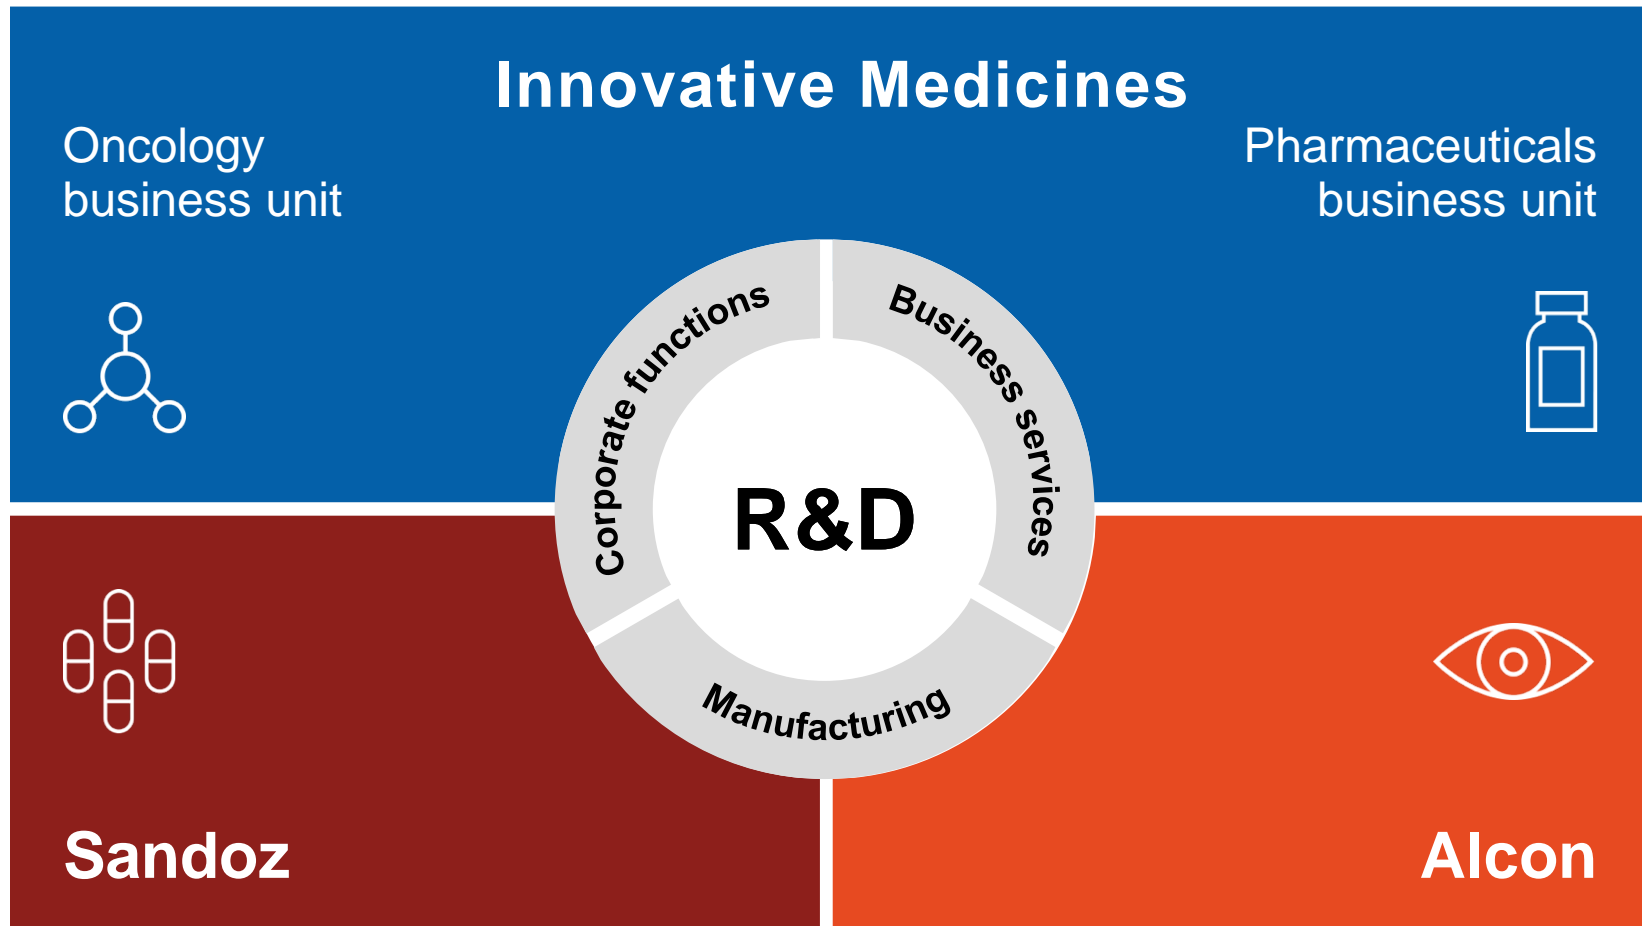 Innovative Medicines
Oncology
business unit
Pharmaceuticals
business unit
Corporate functions
Business services
R&D
Manufacturing
Sandoz
Alcon